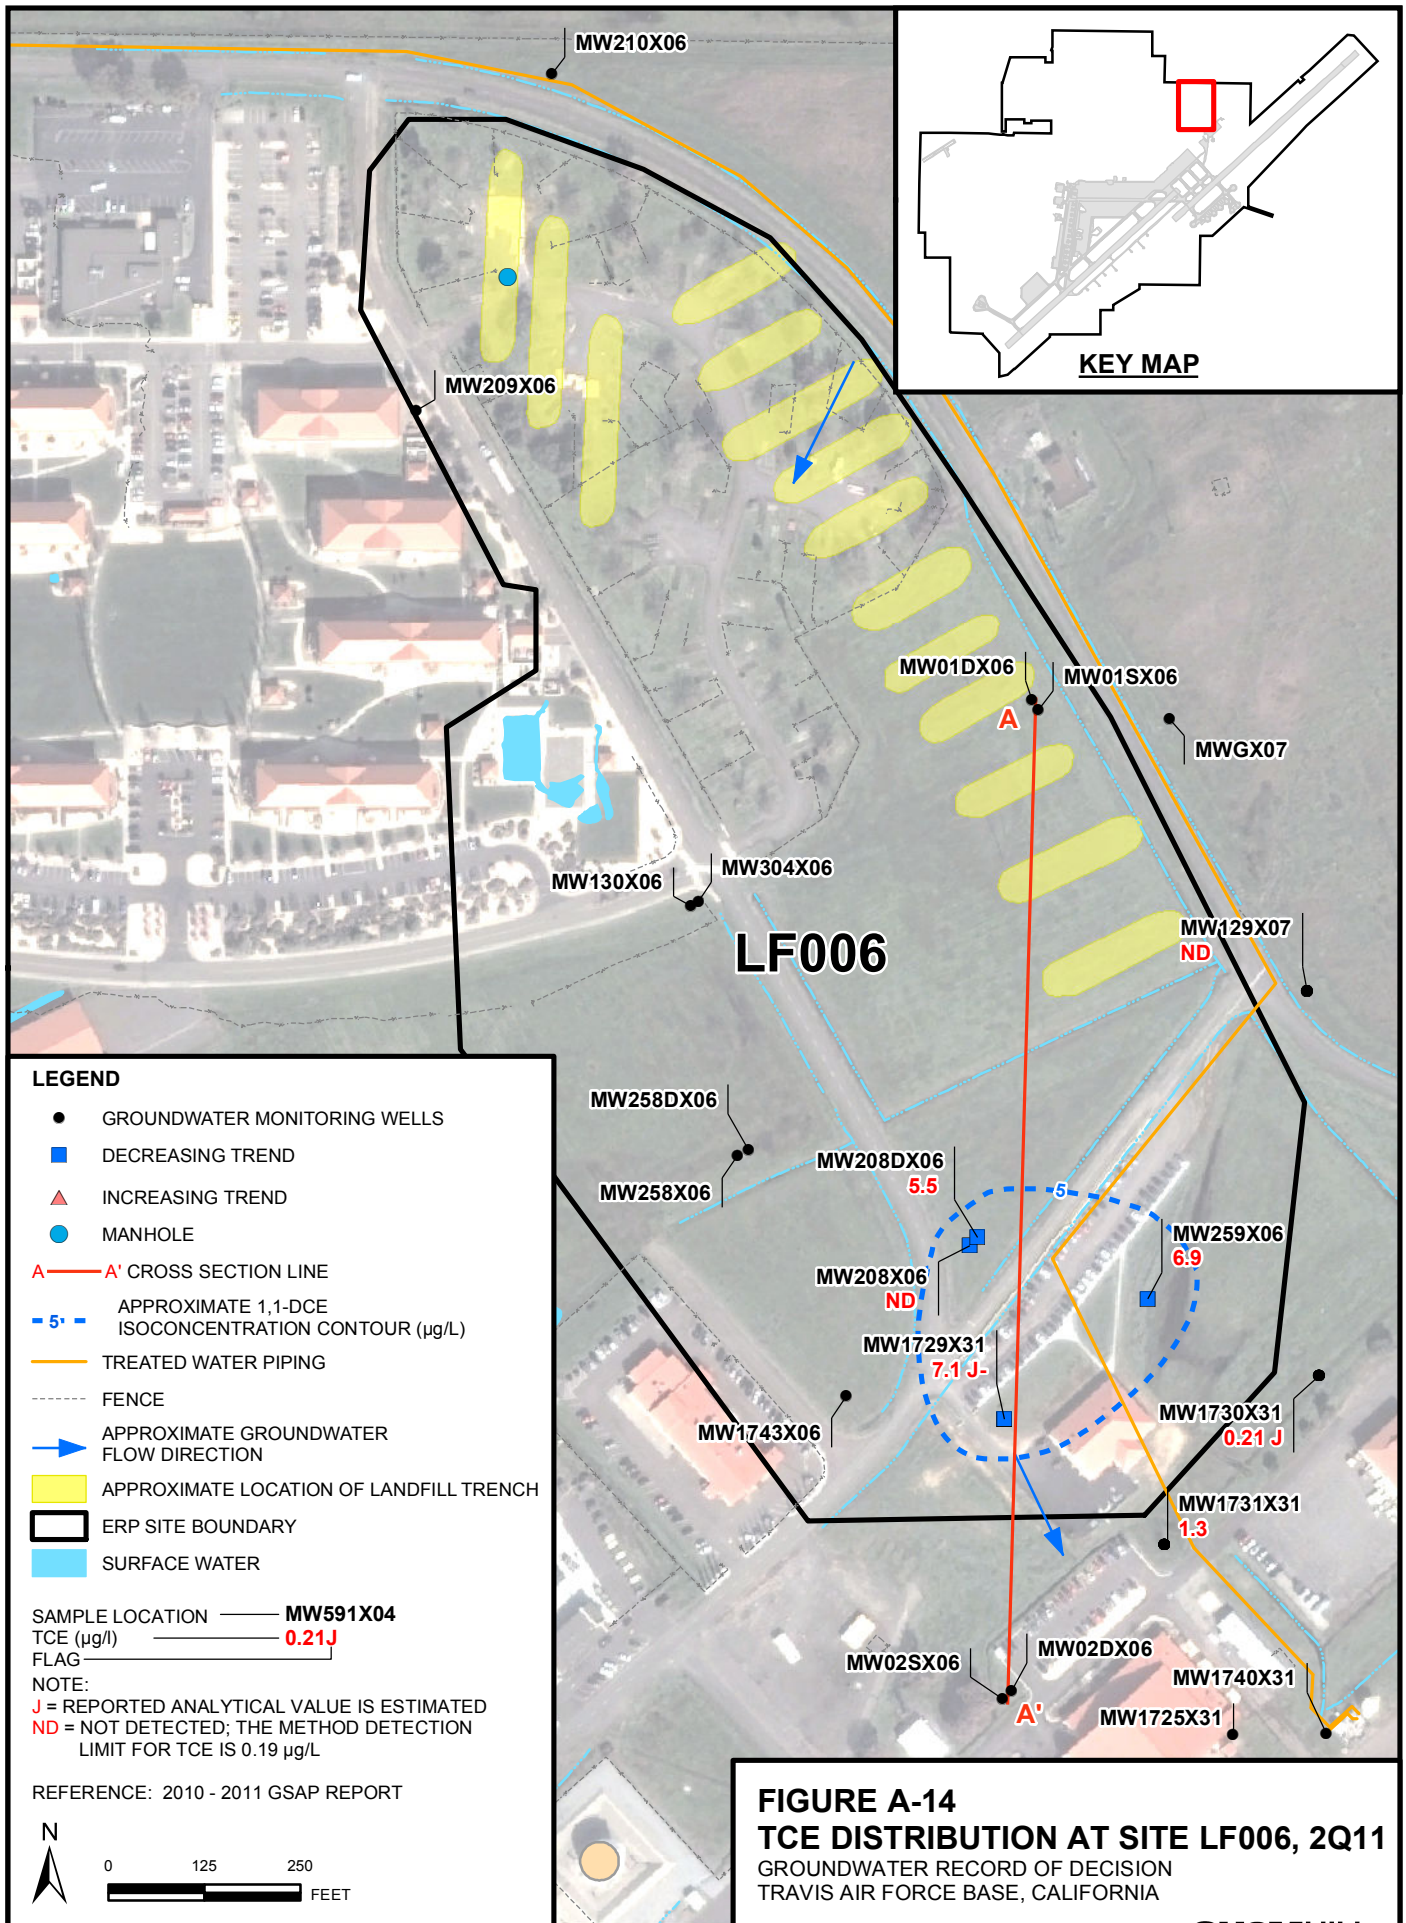 MW210X06
KEY MAP
MW209X06
MW01DX06
MW01SX06
A
MWGX07
MW304X06
MW130X06
LF006
MW129X07
ND
MW258DX06
MW258X06
MW208DX06
5.5
5
MW259X06
6.9
MW208X06
ND
MW1729X31
7.1 J-
MW1743X06
MW1730X31
0.21 J
MW1731X31
1.3
MW02SX06
MW02DX06
A'
MW1740X31
MW1725X31
LEGEND
GROUNDWATER MONITORING WELLS
DECREASING TREND
INCREASING TREND
MANHOLE
A A' CROSS SECTION LINE
5 APPROXIMATE 1,1-DCE
ISOCONCENTRATION CONTOUR (µg/L)
TREATED WATER PIPING
FENCE
APPROXIMATE GROUNDWATER
FLOW DIRECTION
APPROXIMATE LOCATION OF LANDFILL TRENCH
ERP SITE BOUNDARY
SURFACE WATER
SAMPLE LOCATION MW591X04
TCE (µg/l) 0.21J
FLAG
NOTE:
J = REPORTED ANALYTICAL VALUE IS ESTIMATED
ND = NOT DETECTED; THE METHOD DETECTION
LIMIT FOR TCE IS 0.19 µg/L
REFERENCE: 2010 - 2011 GSAP REPORT
N
0 125 250
FEET
FIGURE A-14
TCE DISTRIBUTION AT SITE LF006, 2Q11
GROUNDWATER RECORD OF DECISION
TRAVIS AIR FORCE BASE, CALIFORNIA